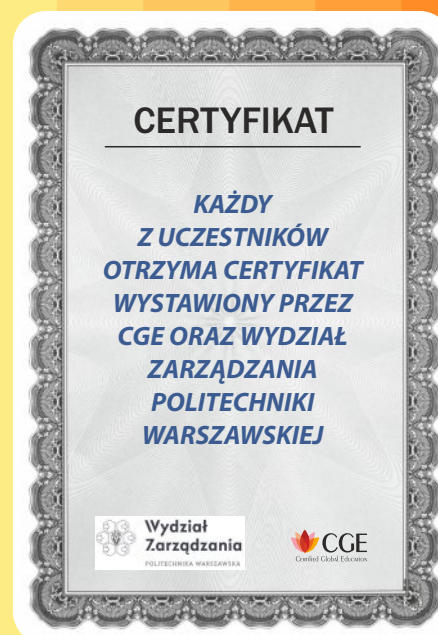 CERTYFIKAT
KAŻDY
Z UCZESTNIKÓW
OTRZYMA CERTYFIKAT
WYSTAWIONY PRZEZ
CGE ORAZ WYDZIAŁ
ZARZĄDZANIA
POLITECHNIKI
WARSZAWSKIEJ
Wydział
Zarządzania
POLITECHNIKA WARSZAWSKA
CGE
Certified Global Education